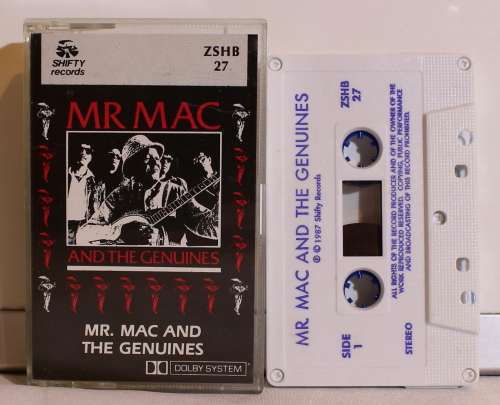 SHIFTY
records
ZSHB
27
MR MAC
AND THE GENUINES
MR. MAC AND
THE GENUINES
DOLBY SYSTEM
MR. MAC AND THE GENUINES
℗ © 1987 Shifty Records
SIDE
1
ZSHB
27
ALL RIGHTS OF THE RECORD PRODUCER AND OF THE OWNER OF THE
WORK REPRODUCED RESERVED. COPYING, PUBLIC PERFORMANCE
AND BROADCASTING OF THIS RECORD PROHIBITED.
STEREO